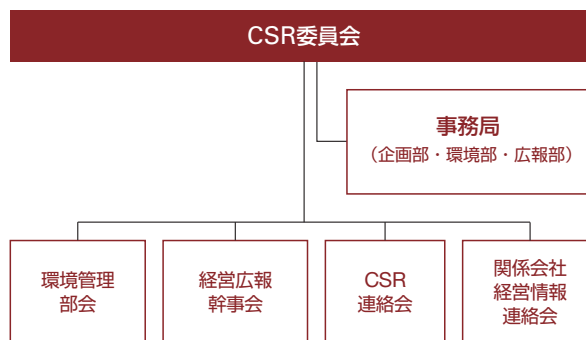 CSR委員会
事務局
（企画部・環境部・広報部）
環境管理
部会
経営広報
幹事会
CSR
連絡会
関係会社
経営情報
連絡会